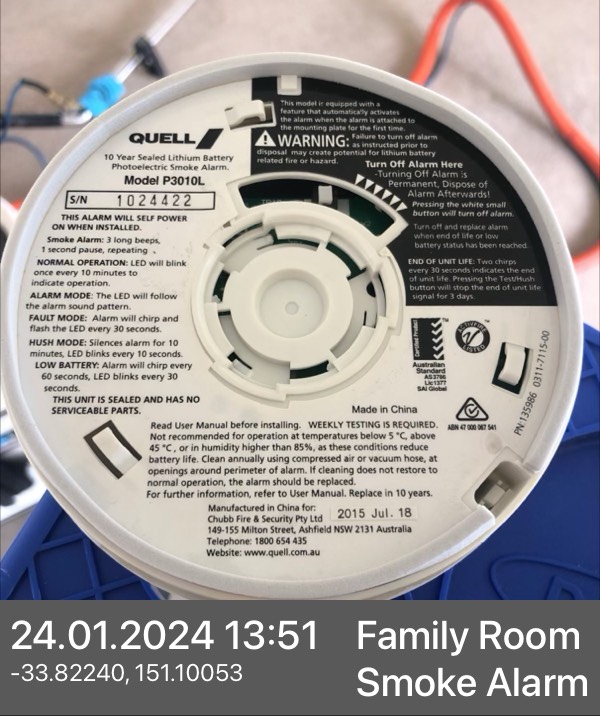 This model is equipped with a
feature that automatically activates
the alarm when the alarm is attached to
the mounting plate for the first time.
WARNING: Failure to turn off alarm
as instructed prior to
disposal may create potential for lithium battery
related fire or hazard.
Turn Off Alarm Here
-Turning Off Alarm is
Permanent, Dispose of
Alarm Afterwards!
Pressing the white small
button will turn off alarm.
Turn off and replace alarm
when end of life or low
battery status has been reached.
END OF UNIT LIFE: Two chirps
every 30 seconds indicates the end
of unit life. Pressing the Test/Hush
button will stop the end of unit life
signal for 3 days.
QUELL
10 Year Sealed Lithium Battery
Photoelectric Smoke Alarm.
Model P3010L
S/N 1024422
THIS ALARM WILL SELF POWER
ON WHEN INSTALLED.
Smoke Alarm: 3 long beeps,
1 second pause, repeating .
NORMAL OPERATION: LED will blink
once every 10 minutes to
indicate operation.
ALARM MODE: The LED will follow
the alarm sound pattern.
FAULT MODE: Alarm will chirp and
flash the LED every 30 seconds.
HUSH MODE: Silences alarm for 10
minutes, LED blinks every 10 seconds.
LOW BATTERY: Alarm will chirp every
60 seconds, LED blinks every 30
seconds.
THIS UNIT IS SEALED AND HAS NO
SERVICEABLE PARTS.
Certified Product
Australian
Standard
AS3786
Lic1377
SAI Global
ACTIVFIRE
LISTED
Made in China
ABN 47 000 067 541
PN:135986 0311-7115-00
Read User Manual before installing. WEEKLY TESTING IS REQUIRED.
Not recommended for operation at temperatures below 5 °C, above
45 °C , or in humidity higher than 85%, as these conditions reduce
battery life. Clean annually using compressed air or vacuum hose, at
openings around perimeter of alarm. If cleaning does not restore to
normal operation, the alarm should be replaced.
For further information, refer to User Manual. Replace in 10 years.
Manufactured in China for:
Chubb Fire & Security Pty Ltd 2015 Jul. 18
149-155 Milton Street, Ashfield NSW 2131 Australia
Telephone: 1800 654 435
Website: www.quell.com.au
24.01.2024 13:51
-33.82240, 151.10053
Family Room
Smoke Alarm